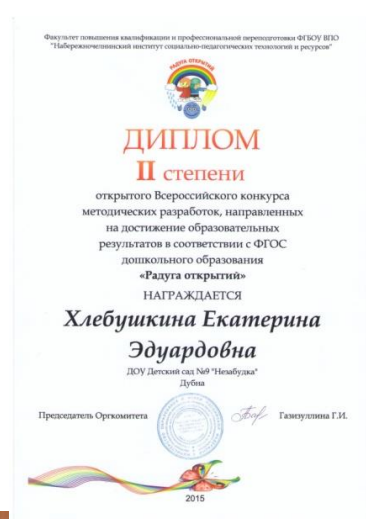 Факультет повышения квалификации и профессиональной переподготовки ФГБОУ ВПО
"Набережночелнинский институт социально-педагогических технологий и ресурсов"
РАДУГА ОТКРЫТИЙ
ДИПЛОМ
II степени
открытого Всероссийского конкурса
методических разработок, направленных
на достижение образовательных
результатов в соответствии с ФГОС
дошкольного образования
«Радуга открытий»
НАГРАЖДАЕТСЯ
Хлебушкина Екатерина
Эдуардовна
ДОУ Детский сад №9 "Незабудка"
Дубна
Председатель Оргкомитета Газизуллина Г.И.
2015